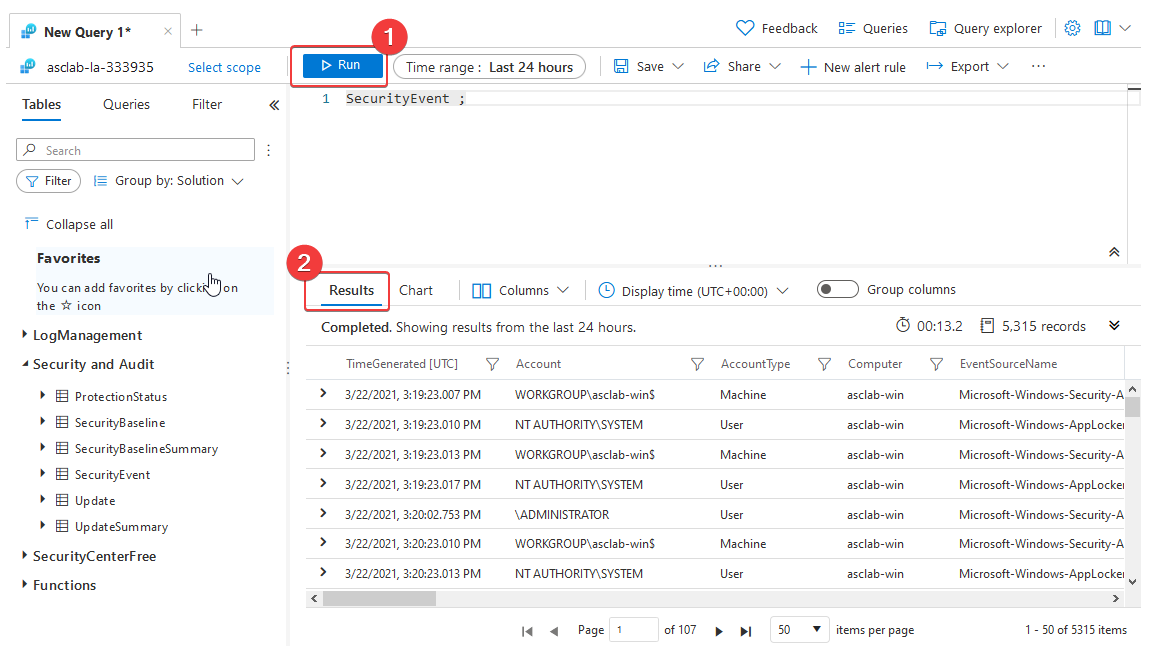 New Query 1*
Feedback
Queries
Query explorer
1
asclab-la-333935
Select scope
Run
Time range : Last 24 hours
Save
Share
New alert rule
Export
Tables
Queries
Filter
1 SecurityEvent ;
Search
Filter
Group by: Solution
Collapse all
Favorites
You can add favorites by clicking on
the ☆ icon
LogManagement
Security and Audit
ProtectionStatus
SecurityBaseline
SecurityBaselineSummary
SecurityEvent
Update
UpdateSummary
SecurityCenterFree
Functions
2
Results
Chart
Columns
Display time (UTC+00:00)
Group columns
Completed. Showing results from the last 24 hours.
00:13.2
5,315 records
TimeGenerated [UTC] Account AccountType Computer EventSourceName
3/22/2021, 3:19:23.007 PM WORKGROUP\asclab-win$ Machine asclab-win Microsoft-Windows-Security-A
3/22/2021, 3:19:23.010 PM NT AUTHORITY\SYSTEM User asclab-win Microsoft-Windows-AppLocker
3/22/2021, 3:19:23.013 PM WORKGROUP\asclab-win$ Machine asclab-win Microsoft-Windows-Security-A
3/22/2021, 3:19:23.017 PM NT AUTHORITY\SYSTEM User asclab-win Microsoft-Windows-AppLocker
3/22/2021, 3:20:02.753 PM \ADMINISTRATOR User asclab-win Microsoft-Windows-Security-A
3/22/2021, 3:20:23.010 PM WORKGROUP\asclab-win$ Machine asclab-win Microsoft-Windows-Security-A
3/22/2021, 3:20:23.013 PM NT AUTHORITY\SYSTEM User asclab-win Microsoft-Windows-AppLocker
Page 1 of 107
50 items per page
1 - 50 of 5315 items